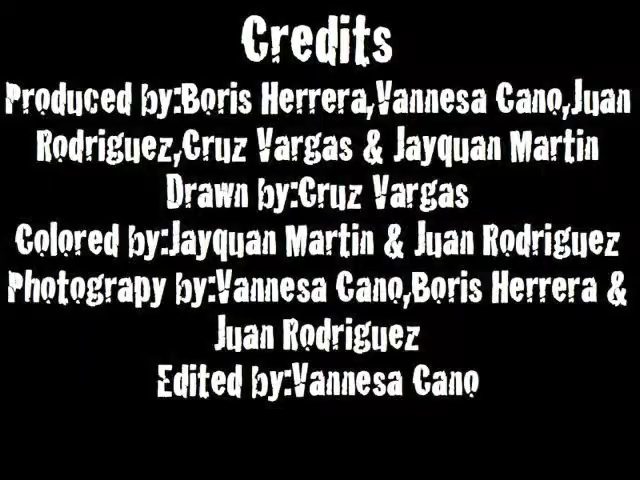 Credits
Produced by:Boris Herrera,Vannesa Cano,Juan
Rodriguez,Cruz Vargas & Jayquan Martin
Drawn by:Cruz Vargas
Colored by:Jayquan Martin & Juan Rodriguez
Photograpy by:Vannesa Cano,Boris Herrera &
Juan Rodriguez
Edited by:Vannesa Cano